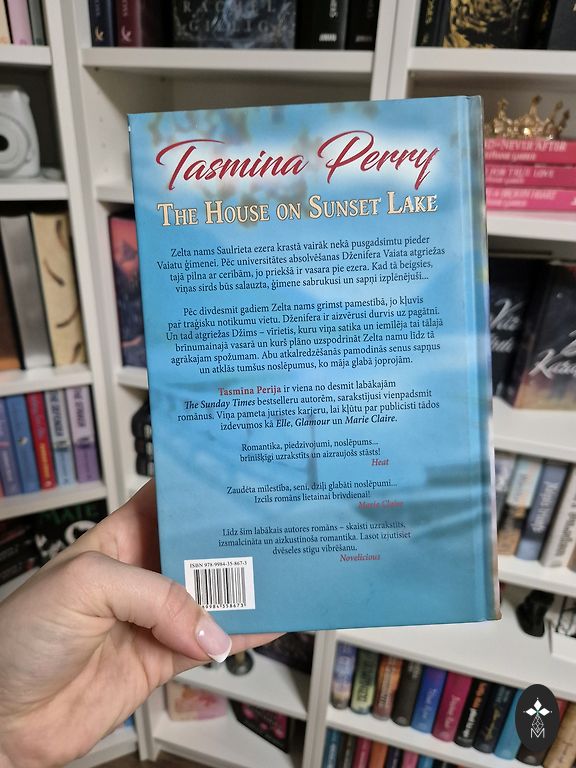 Tasmina Perry
THE HOUSE ON SUNSET LAKE
Zelta nams Saulrieta ezera krastā vairāk nekā pusgadsimtu pieder
Vaiatu ģimenei. Pēc universitātes absolvēšanas Dženifera Vaiata atgriežas
tajā pilna ar cerībām, jo priekšā ir vasara pie ezera. Kad tā beigsies,
viņas sirds būs salauzta, ģimene sabrukusi un sapņi izplēnējuši...
Pēc divdesmit gadiem Zelta nams grimst pamestībā, jo kļuvis
par traģisku notikumu vietu. Dženifera ir aizvērusi durvis uz pagātni.
Un tad atgriežas Džims – vīrietis, kuru viņa satika un iemīlēja tai tālajā
brīnumainajā vasarā un kurš plāno uzspodrināt Zelta namu līdz tā
agrākajam spožumam. Abu atkalredzēšanās pamodinās senus sapņus
un atklās tumšus noslēpumus, ko māja glabā joprojām.
Tasmina Perija ir viena no desmit labākajām
The Sunday Times bestselleru autorēm, sarakstījusi vienpadsmit
romānus. Viņa pameta juristes karjeru, lai kļūtu par publicisti tādos
izdevumos kā Elle, Glamour un Marie Claire.
Romantika, piedzīvojumi, noslēpums...
brīnišķīgi uzrakstīts un aizraujošs stāsts!
Heat
Zaudēta mīlestība, seni, dziļi glabāti noslēpumi...
Izcils romāns lietainai brīvdienai!
Marie Claire
Līdz šim labākais autores romāns – skaisti uzrakstīts,
izsmalcināta un aizkustinoša romantika. Lasot izjutīsiet
dvēseles stīgu vibrēšanu.
Novelicious
ISBN 978-9984-35-867-3